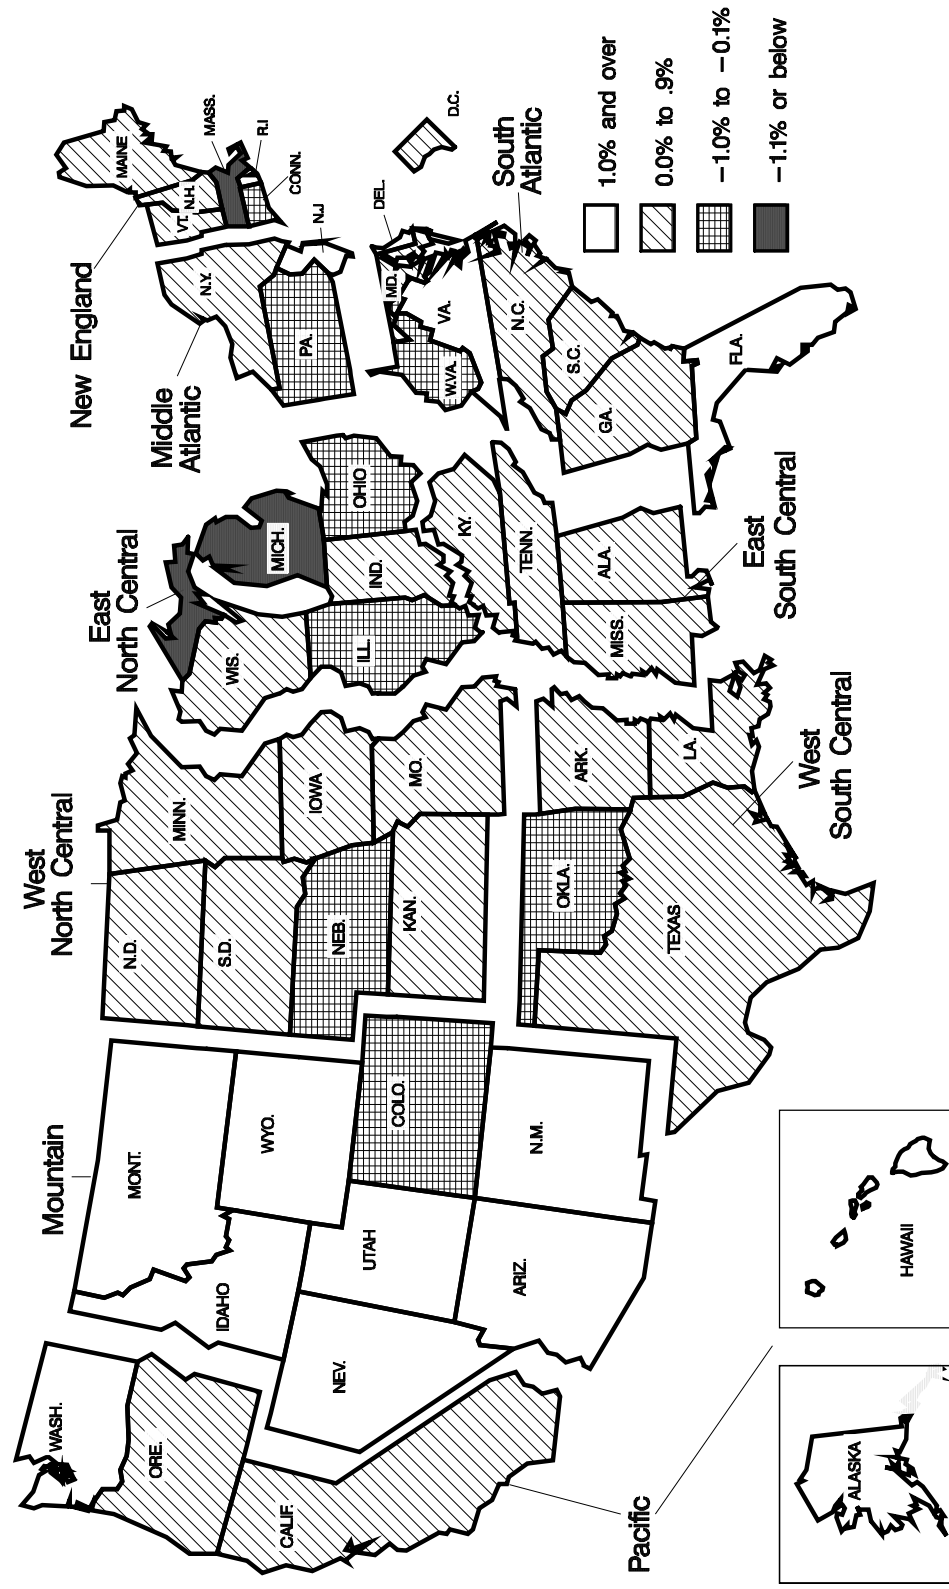 New England
Middle
Atlantic
East
North Central
West
North Central
Mountain
Pacific
South
Atlantic
East
South Central
West
South Central
WASH.
ORE.
CALIF.
NEV.
IDAHO
MONT.
WYO.
UTAH
COLO.
ARIZ.
N.M.
N.D.
S.D.
NEB.
KAN.
MINN.
IOWA
MO.
OKLA.
TEXAS
ARK.
LA.
WIS.
ILL.
MICH.
IND.
OHIO
KY.
TENN.
MISS.
ALA.
N.Y.
PA.
N.J
MAINE
VT.
N.H.
MASS.
R.I
CONN.
DEL.
MD.
D.C.
VA.
W.VA.
N.C.
S.C.
GA.
FLA.
ALASKA
HAWAII
1.0% and over
0.0% to .9%
−1.0% to −0.1%
−1.1% or below